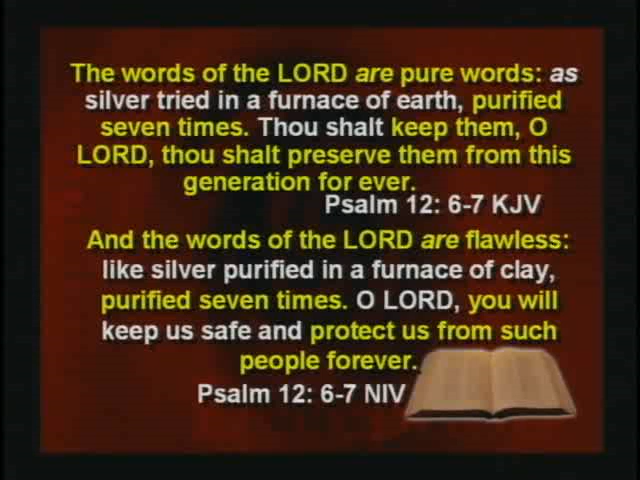 The words of the LORD are pure words: as
silver tried in a furnace of earth, purified
seven times. Thou shalt keep them, O
LORD, thou shalt preserve them from this
generation for ever.
Psalm 12: 6-7 KJV
And the words of the LORD are flawless:
like silver purified in a furnace of clay,
purified seven times. O LORD, you will
keep us safe and protect us from such
people forever.
Psalm 12: 6-7 NIV